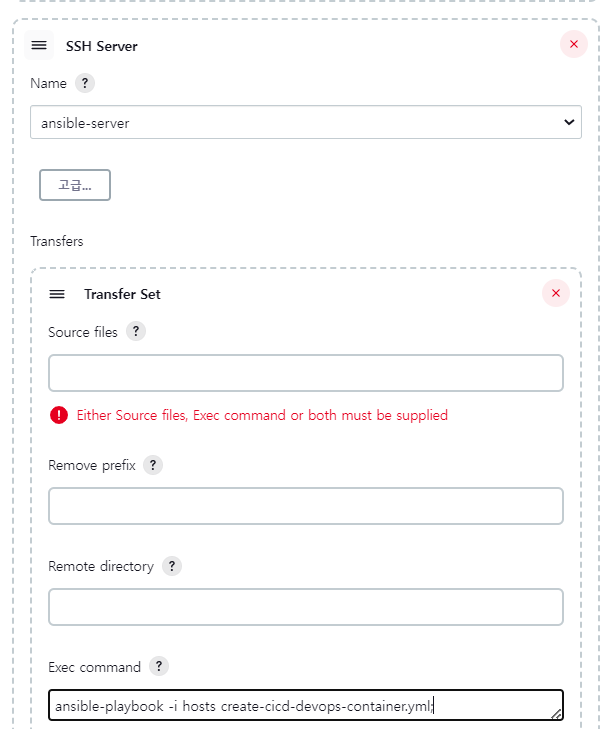 SSH Server
Name ?
ansible-server
고급...
Transfers
Transfer Set
Source files ?
Either Source files, Exec command or both must be supplied
Remove prefix ?
Remote directory ?
Exec command ?
ansible-playbook -i hosts create-cicd-devops-container.yml;